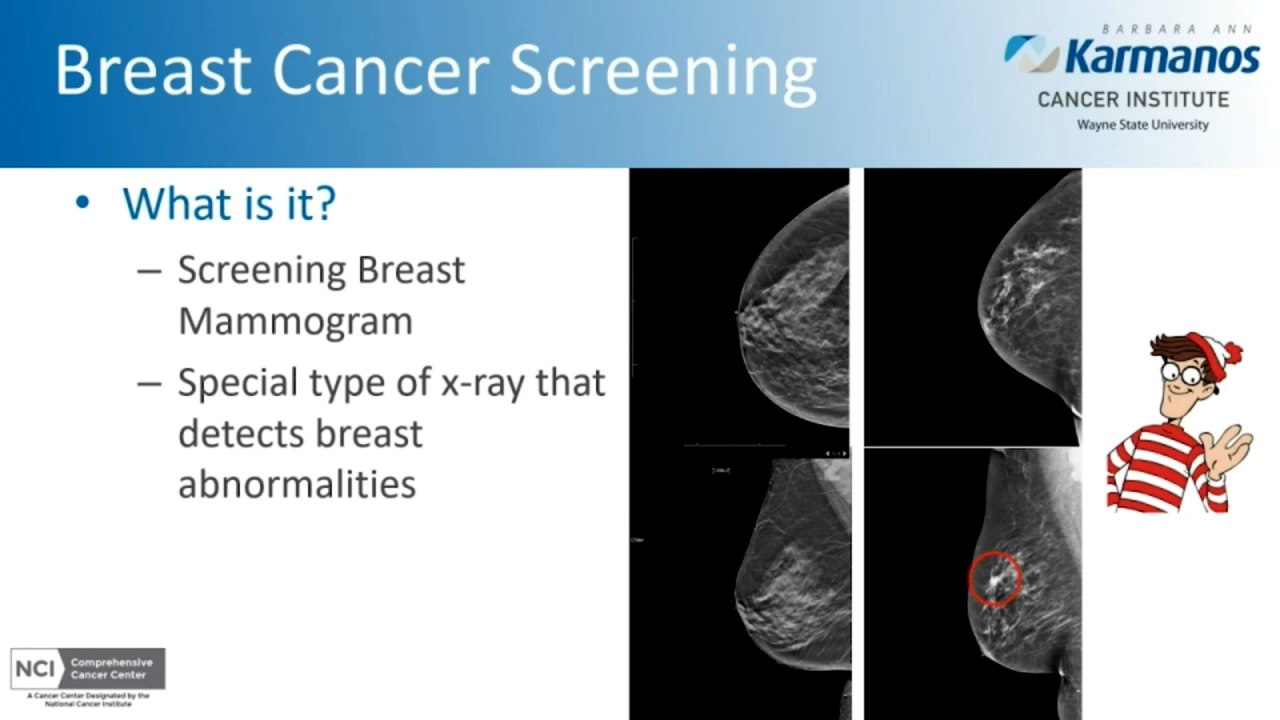 Breast Cancer Screening
BARBARA ANN
Karmanos
CANCER INSTITUTE
Wayne State University
• What is it?
– Screening Breast
Mammogram
– Special type of x-ray that
detects breast
abnormalities
NCI Comprehensive
Cancer Center
A Cancer Center Designated by the
National Cancer Institute